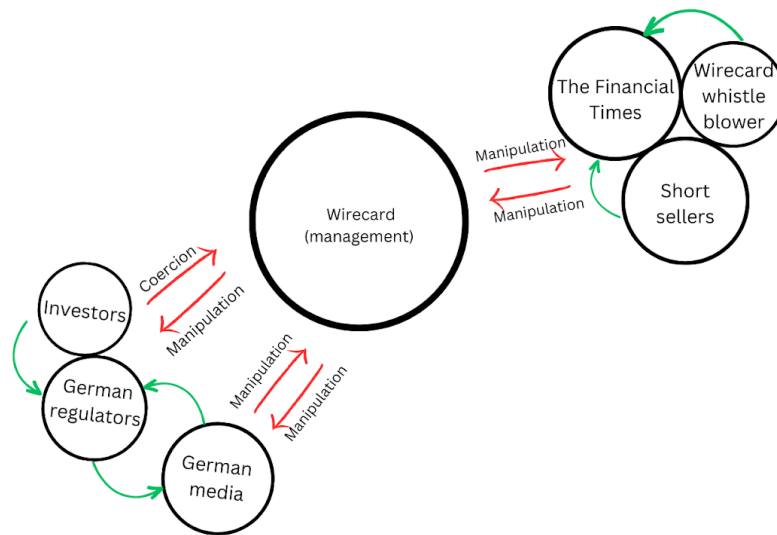 The Financial
Times
Wirecard
whistle
blower
Manipulation
Manipulation
Short
sellers
Wirecard
(management)
Coercion
Manipulation
Investors
German
regulators
Manipulation
Manipulation
German
media